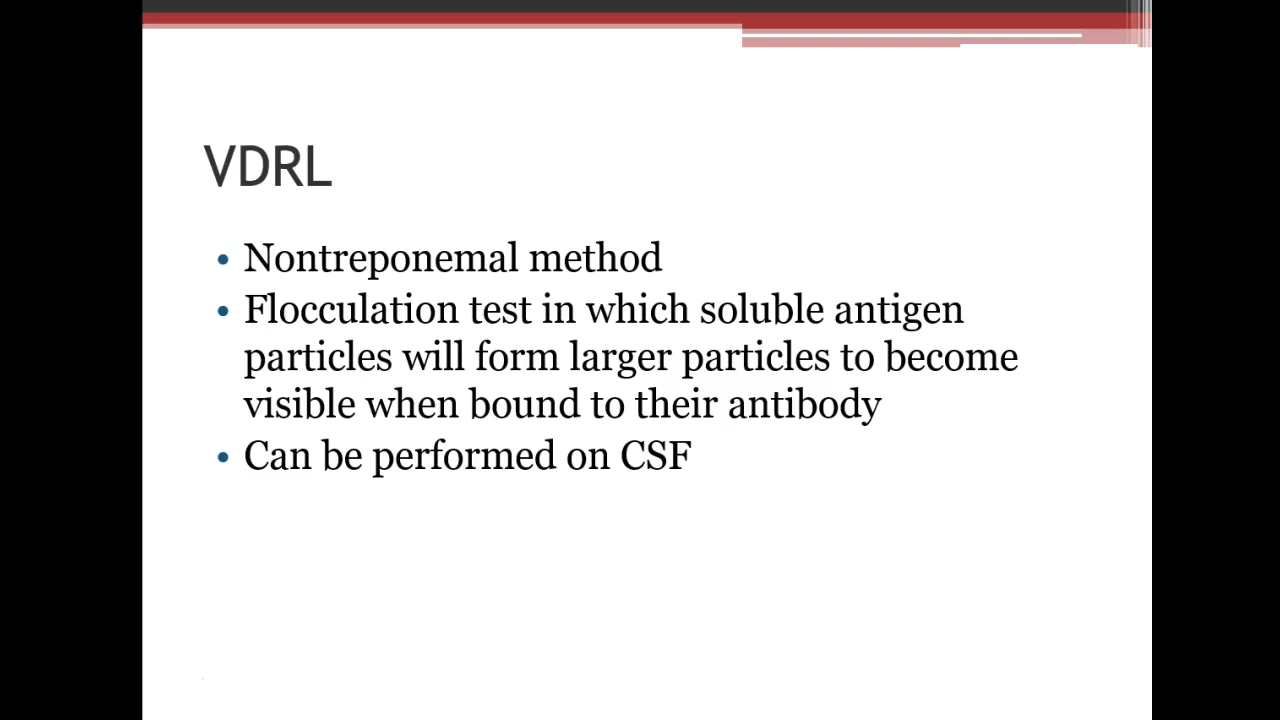 VDRL
• Nontreponemal method
• Flocculation test in which soluble antigen
particles will form larger particles to become
visible when bound to their antibody
• Can be performed on CSF